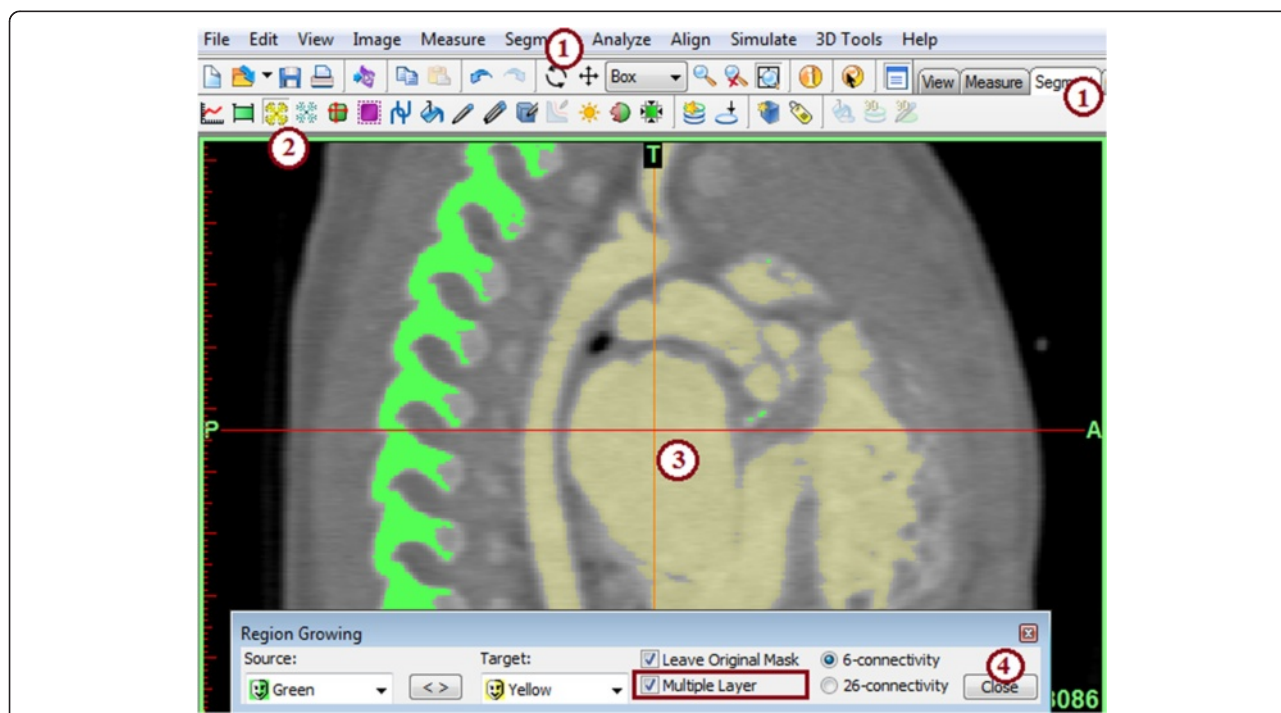 File Edit View Image Measure Segm 1 Analyze Align Simulate 3D Tools Help
Box View Measure Segm 1
2
T
P A
3
Region Growing
Source: Target: Leave Original Mask 6-connectivity 4
Green < > Yellow Multiple Layer 26-connectivity Close 3086